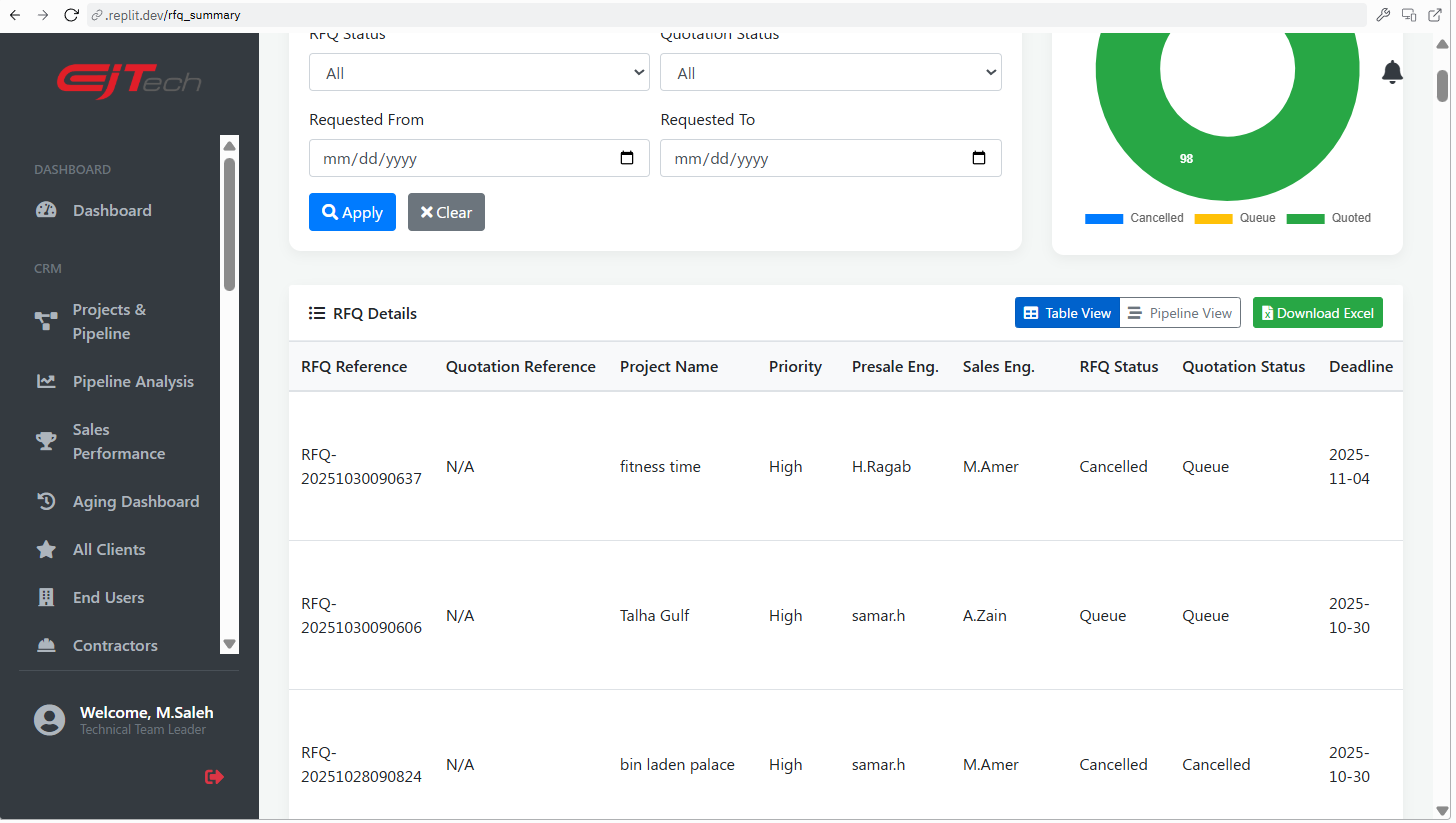 .replit.dev/rfq_summary
EJTech
DASHBOARD
Dashboard
CRM
Projects &
Pipeline
Pipeline Analysis
Sales
Performance
Aging Dashboard
All Clients
End Users
Contractors
Welcome, M.Saleh
Technical Team Leader
RFQ Status
Quotation Status
All
All
Requested From
Requested To
mm/dd/yyyy
mm/dd/yyyy
Apply
Clear
98
Cancelled
Queue
Quoted
RFQ Details
Table View
Pipeline View
Download Excel
RFQ Reference
Quotation Reference
Project Name
Priority
Presale Eng.
Sales Eng.
RFQ Status
Quotation Status
Deadline
RFQ-
20251030090637
N/A
fitness time
High
H.Ragab
M.Amer
Cancelled
Queue
2025-
11-04
RFQ-
20251030090606
N/A
Talha Gulf
High
samar.h
A.Zain
Queue
Queue
2025-
10-30
RFQ-
20251028090824
N/A
bin laden palace
High
samar.h
M.Amer
Cancelled
Cancelled
2025-
10-30